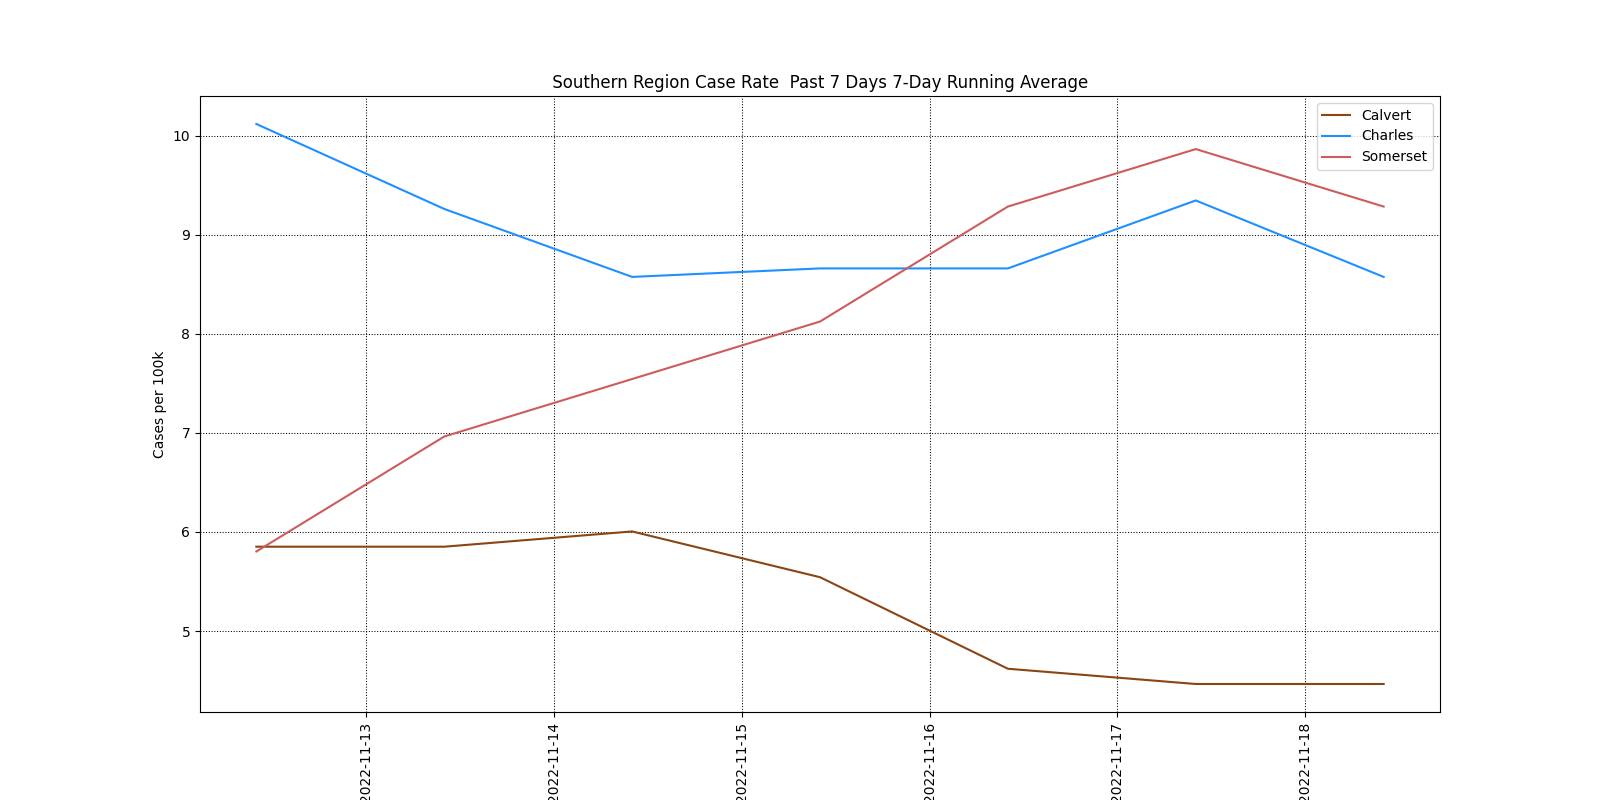 Southern Region Case Rate  Past 7 Days 7-Day Running Average
Calvert
Charles
Somerset
10
9
8
7
6
5
Cases per 100k
2022-11-13
2022-11-14
2022-11-15
2022-11-16
2022-11-17
2022-11-18